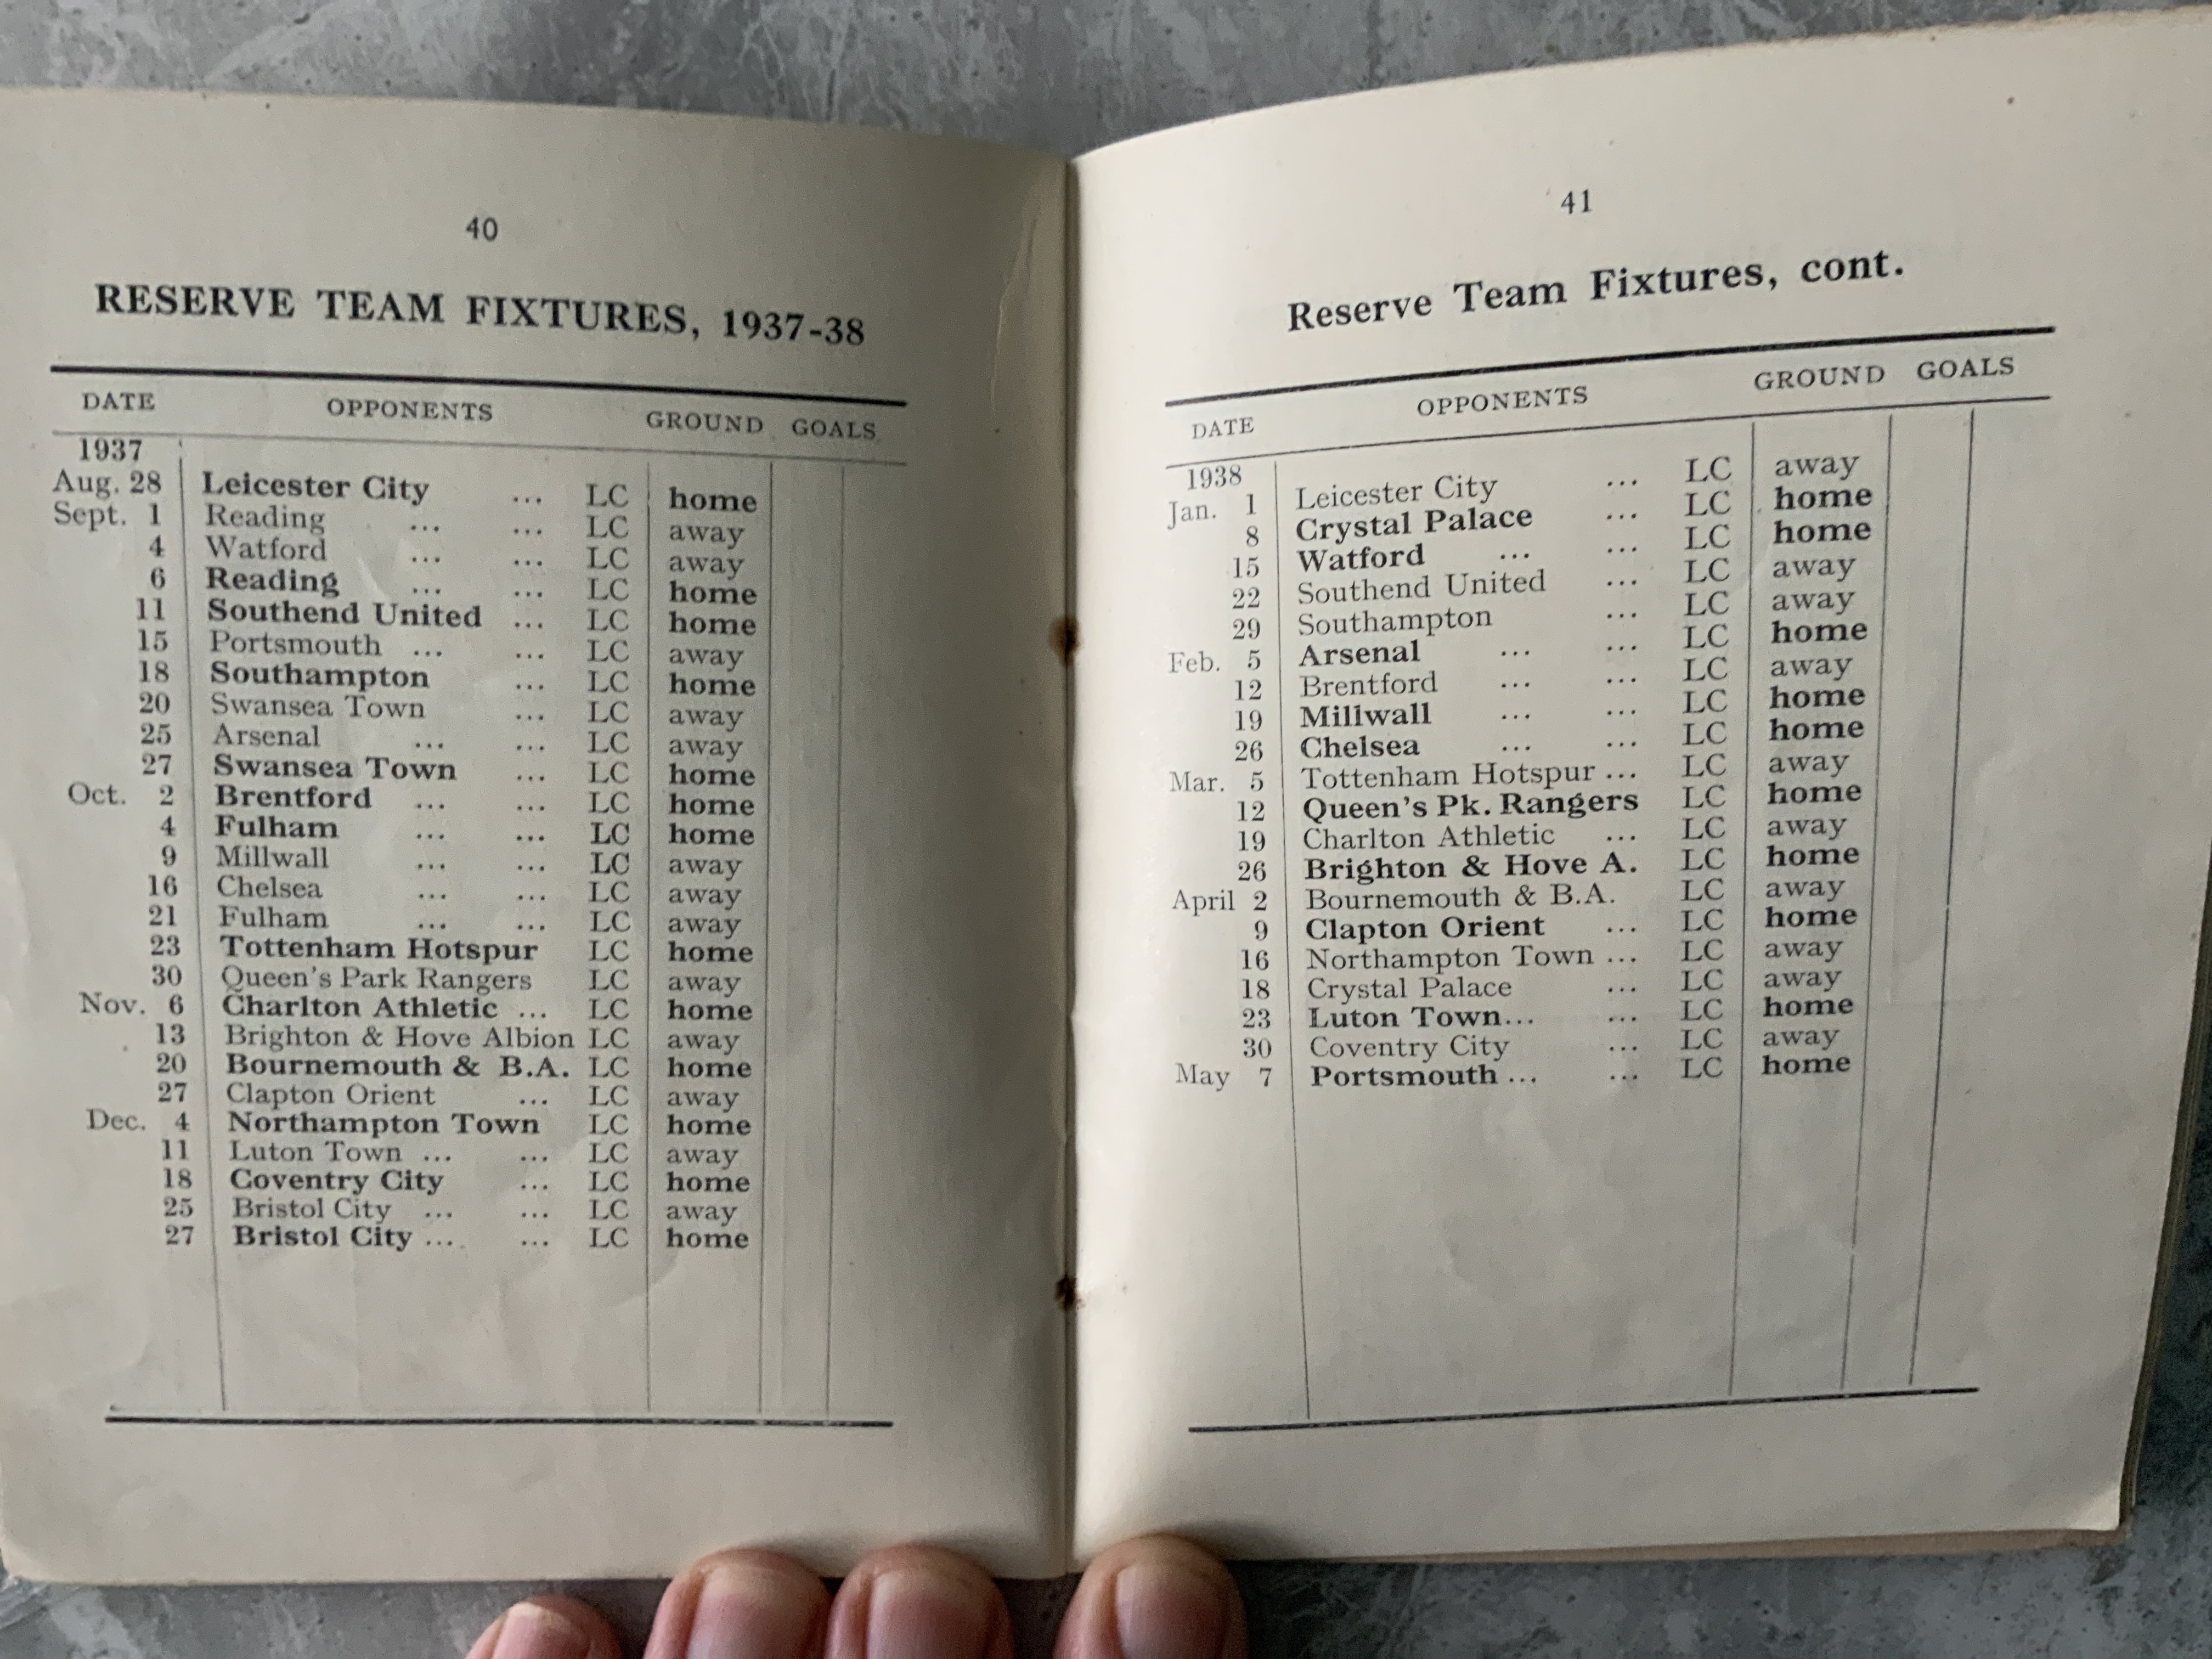 40
RESERVE TEAM FIXTURES, 1937-38
DATE OPPONENTS GROUND GOALS
1937
Aug. 28 Leicester City ... LC home
Sept. 1 Reading ... ... LC away
4 Watford ... ... LC away
6 Reading ... ... LC home
11 Southend United ... LC home
15 Portsmouth ... ... LC away
18 Southampton ... LC home
20 Swansea Town ... LC away
25 Arsenal ... ... LC away
27 Swansea Town ... LC home
Oct. 2 Brentford ... ... LC home
4 Fulham ... ... LC home
9 Millwall ... ... LC away
16 Chelsea ... ... LC away
21 Fulham ... ... LC away
23 Tottenham Hotspur LC home
30 Queen's Park Rangers LC away
Nov. 6 Charlton Athletic ... LC home
13 Brighton & Hove Albion LC away
20 Bournemouth & B.A. LC home
27 Clapton Orient ... LC away
Dec. 4 Northampton Town LC home
11 Luton Town ... ... LC away
18 Coventry City ... LC home
25 Bristol City ... ... LC away
27 Bristol City ... ... LC home
41
Reserve Team Fixtures, cont.
DATE OPPONENTS GROUND GOALS
1938
Jan. 1 Leicester City ... LC away
8 Crystal Palace ... LC home
15 Watford ... ... LC home
22 Southend United ... LC away
29 Southampton ... LC away
Feb. 5 Arsenal ... ... LC home
12 Brentford ... ... LC away
19 Millwall ... ... LC home
26 Chelsea ... ... LC home
Mar. 5 Tottenham Hotspur ... LC away
12 Queen's Pk. Rangers LC home
19 Charlton Athletic ... LC away
26 Brighton & Hove A. LC home
April 2 Bournemouth & B.A. LC away
9 Clapton Orient ... LC home
16 Northampton Town ... LC away
18 Crystal Palace ... LC away
23 Luton Town... ... LC home
30 Coventry City ... LC away
May 7 Portsmouth ... ... LC home